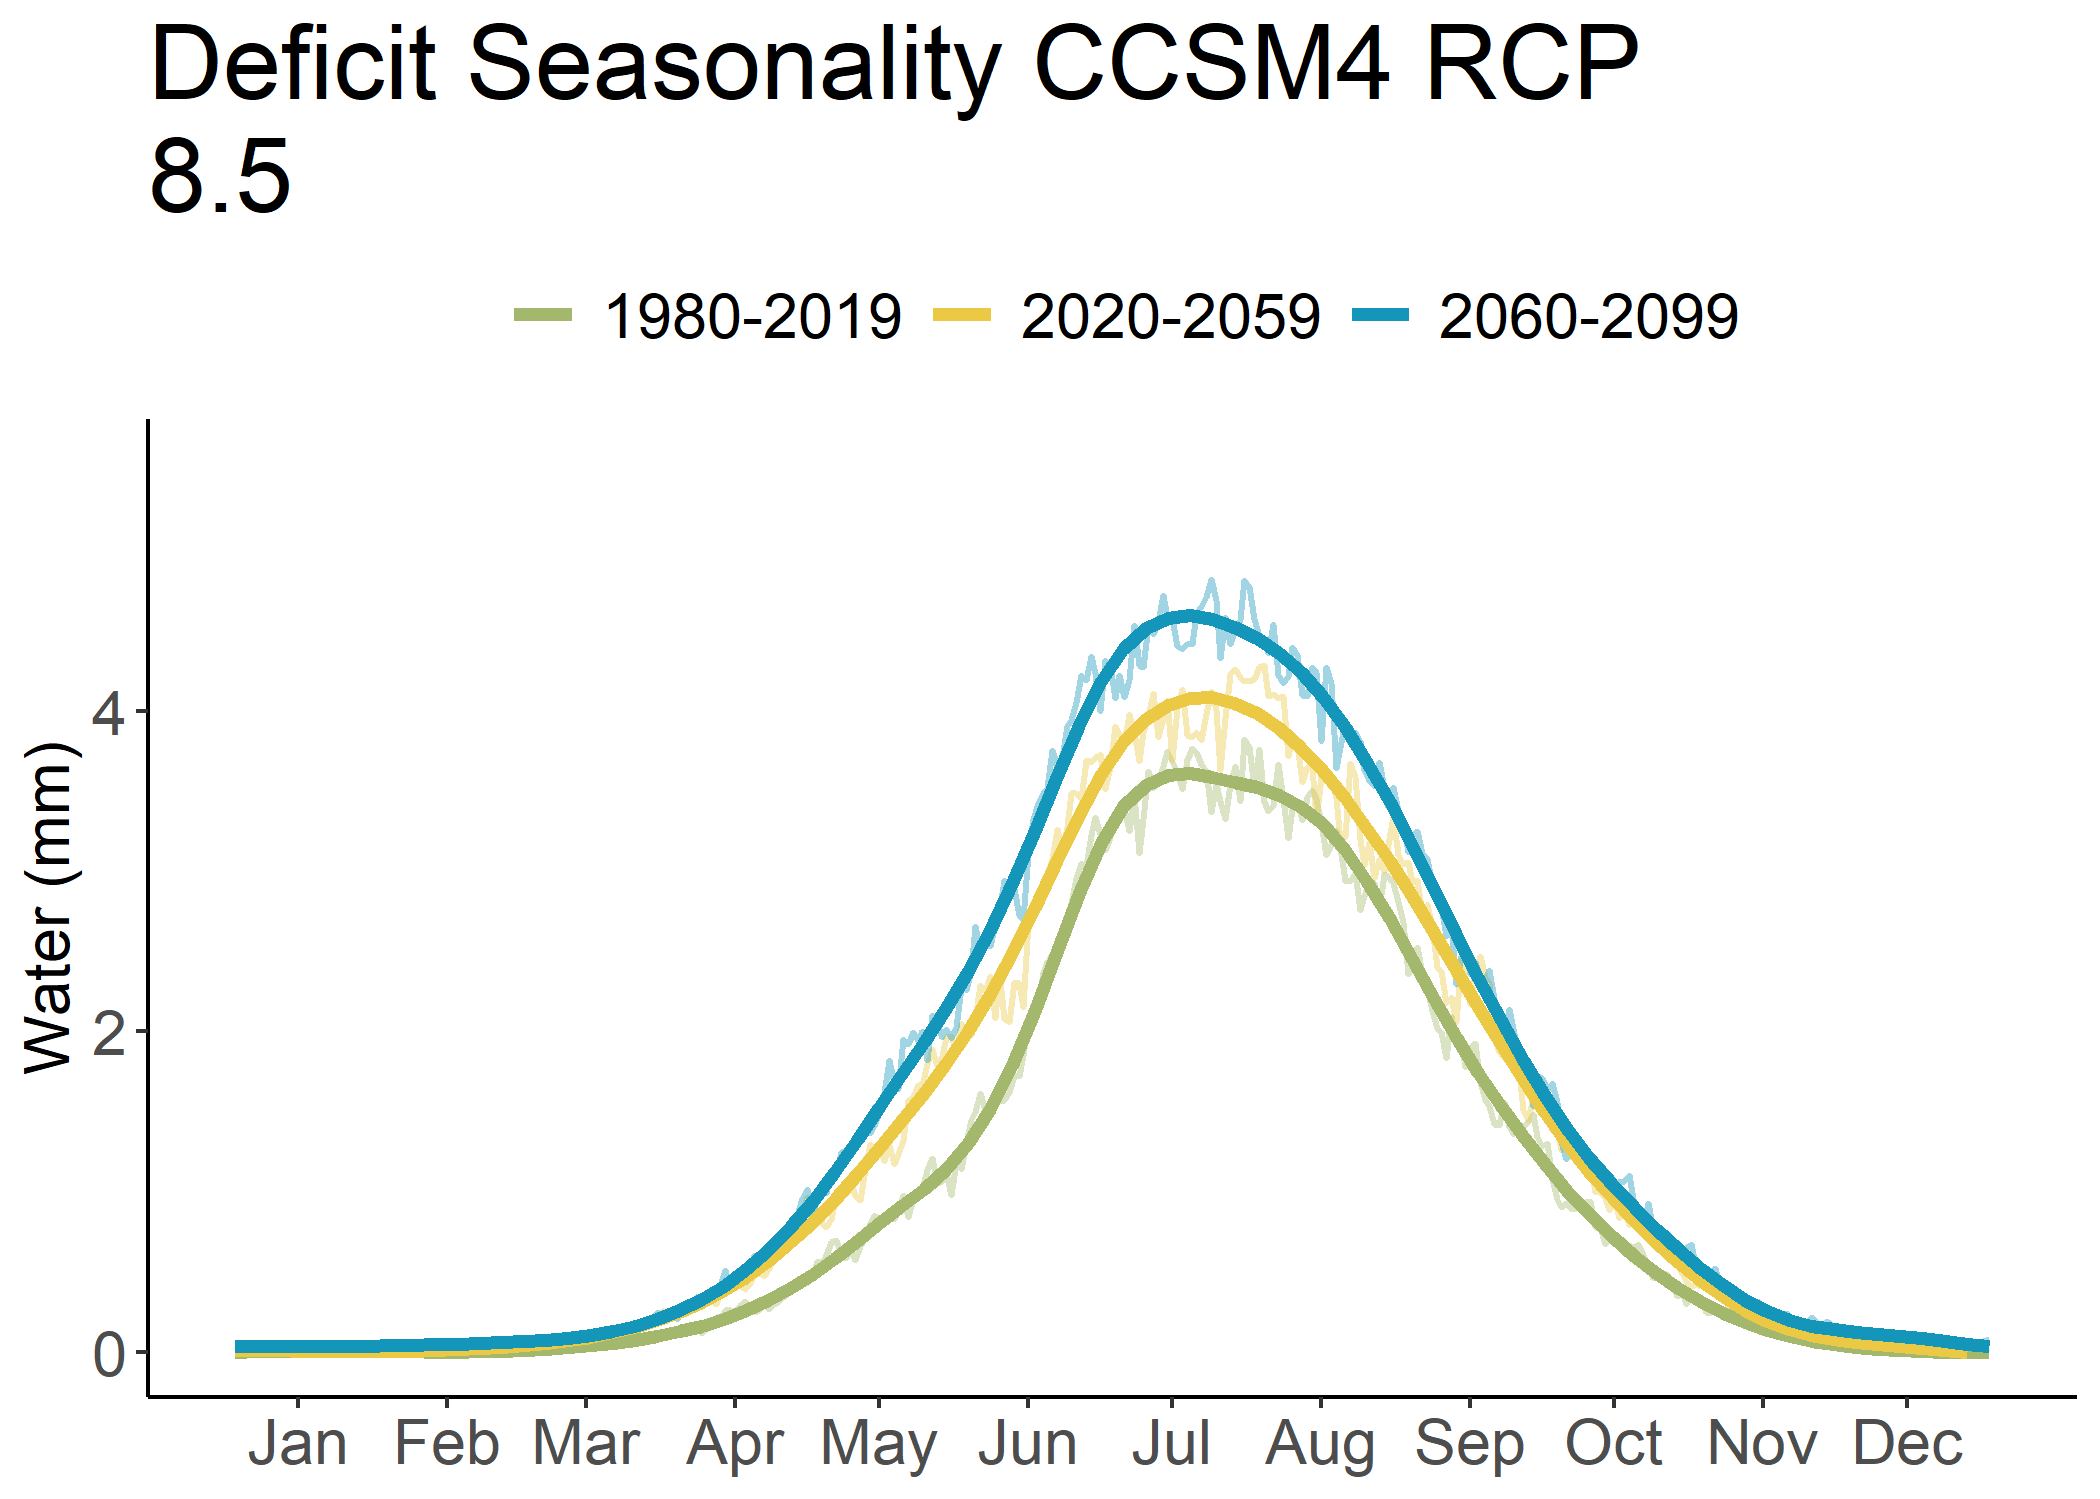 Deficit Seasonality CCSM4 RCP
8.5
1980-2019 2020-2059 2060-2099
Water (mm)
4
2
0
Jan Feb Mar Apr May Jun Jul Aug Sep Oct Nov Dec